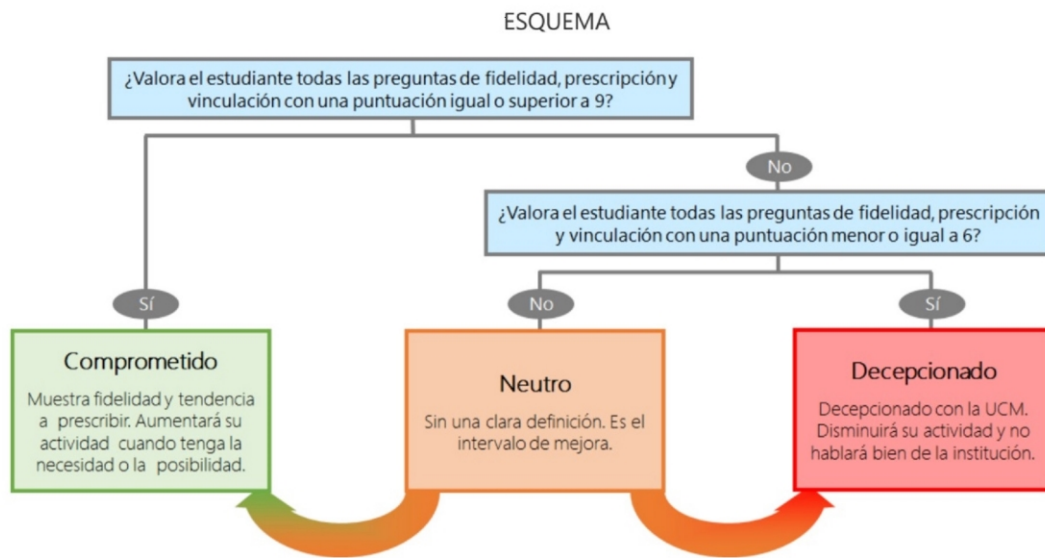 ESQUEMA
¿Valora el estudiante todas las preguntas de fidelidad, prescripción y
vinculación con una puntuación igual o superior a 9?
No
¿Valora el estudiante todas las preguntas de fidelidad, prescripción
y vinculación con una puntuación menor o igual a 6?
Sí
No
Sí
Comprometido
Muestra fidelidad y tendencia
a prescribir. Aumentará su
actividad cuando tenga la
necesidad o la posibilidad.
Neutro
Sin una clara definición. Es el
intervalo de mejora.
Decepcionado
Decepcionado con la UCM.
Disminuirá su actividad y no
hablará bien de la institución.